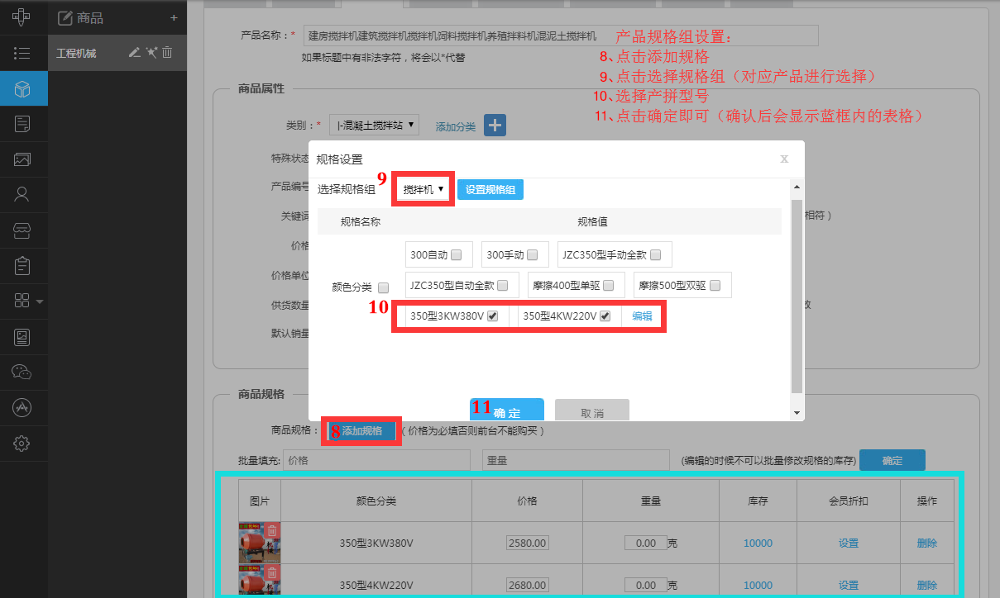 商品 +
工程机械
产品名称：* 建房搅拌机建筑搅拌机搅拌机饲料搅拌机养殖拌料机混泥土搅拌机
如果标题中有非法字符，将会以*代替
产品规格组设置：
8、点击添加规格
9、点击选择规格组（对应产品进行选择）
10、选择产拼型号
11、点击确定即可（确认后会显示蓝框内的表格）
商品属性
类别：* |-混凝土搅拌站 ▼ 添加分类 +
特殊状态
产品编号
关键词
相符）
价格
价格单位
供货数量
默认销量
规格设置 x
选择规格组 9 搅拌机 ▼ 设置规格组
规格名称 规格值
300自动 300手动 JZC350型手动全款
颜色分类 JZC350型自动全款 摩擦400型单驱 摩擦500型双驱
10 350型3KW380V 350型4KW220V 编辑
11 确定 取消
商品规格
商品规格： 8 添加规格 （价格为必填否则前台不能购买）
批量填充: 价格 重量 (编辑的时候不可以批量修改规格的库存) 确定
图片 颜色分类 价格 重量 库存 会员折扣 操作
350型3KW380V 2580.00 0.00 克 10000 设置 删除
350型4KW220V 2680.00 0.00 克 10000 设置 删除